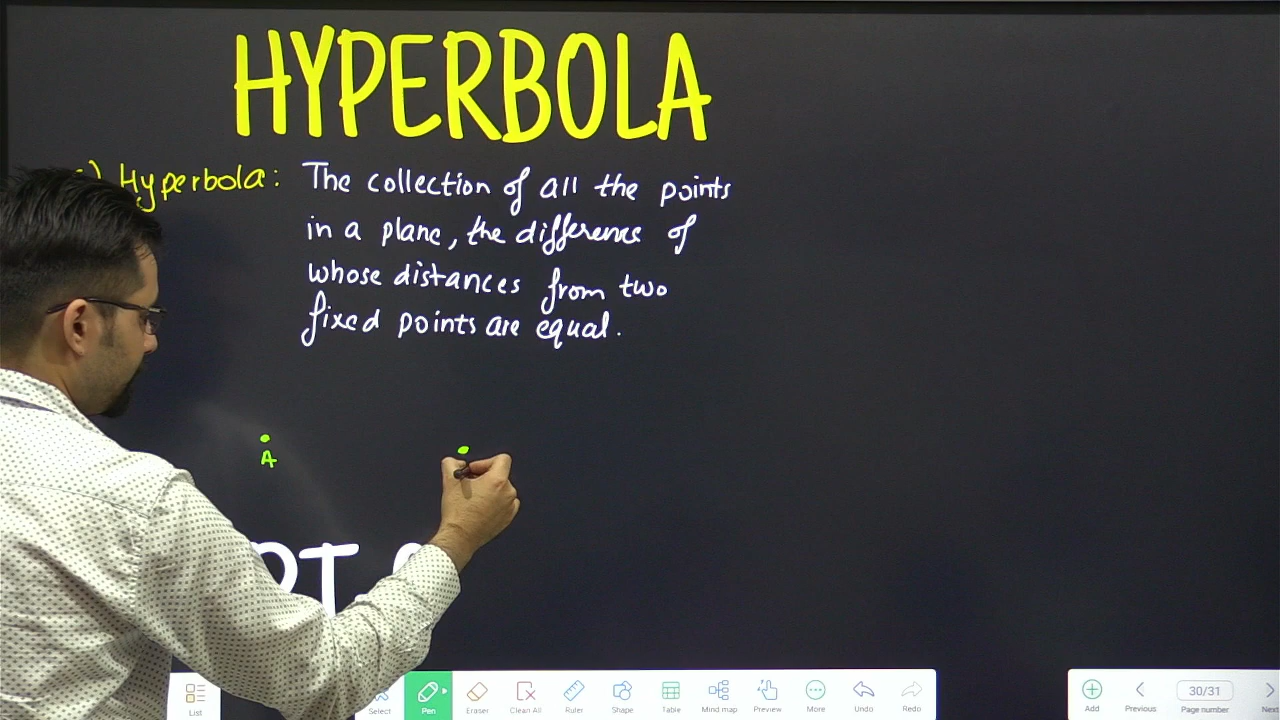 HYPERBOLA
Hyperbola: The collection of all the points
in a plane, the difference of
whose distances from two
fixed points are equal.
A
List Select Pen Eraser Clean All Ruler Shape Table Mind map Preview More Undo Redo Add Previous 30/31 Page number Next